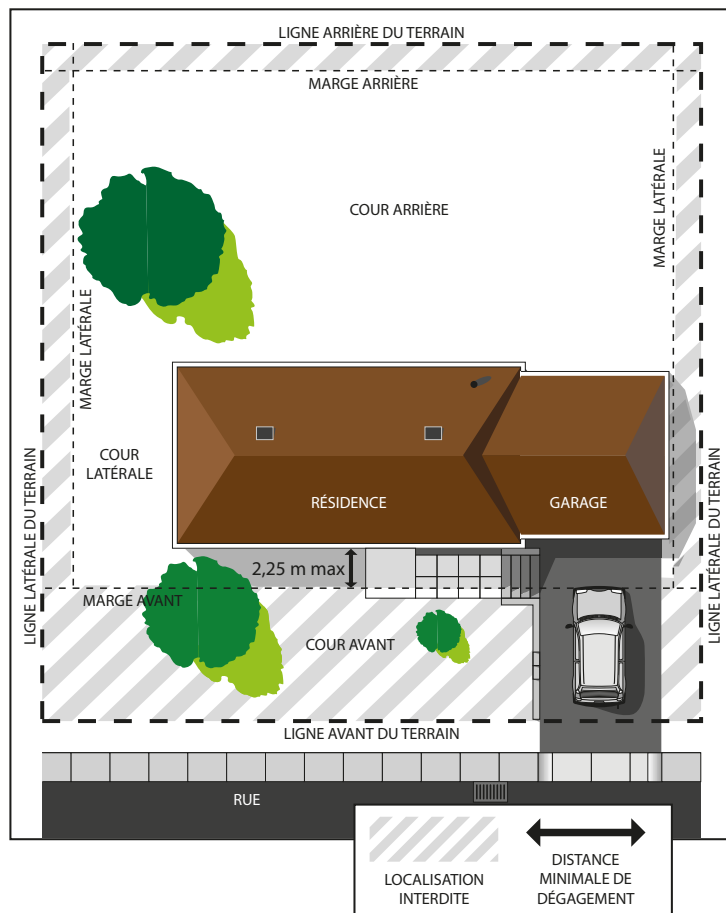 LIGNE ARRIÈRE DU TERRAIN
MARGE ARRIÈRE
COUR ARRIÈRE
MARGE LATÉRALE
MARGE LATÉRALE
COUR
LATÉRALE
RÉSIDENCE
GARAGE
LIGNE LATÉRALE DU TERRAIN
LIGNE LATÉRALE DU TERRAIN
2,25 m max
MARGE AVANT
COUR AVANT
LIGNE AVANT DU TERRAIN
RUE
LOCALISATION
INTERDITE
DISTANCE
MINIMALE DE
DÉGAGEMENT